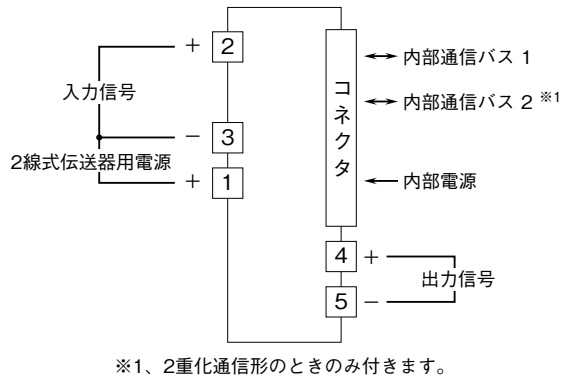 + 2
入力信号
− 3
2線式伝送器用電源
+ 1
コネクタ
内部通信バス 1
内部通信バス 2 ※1
内部電源
4 +
出力信号
5 −
※1、2重化通信形のときのみ付きます。